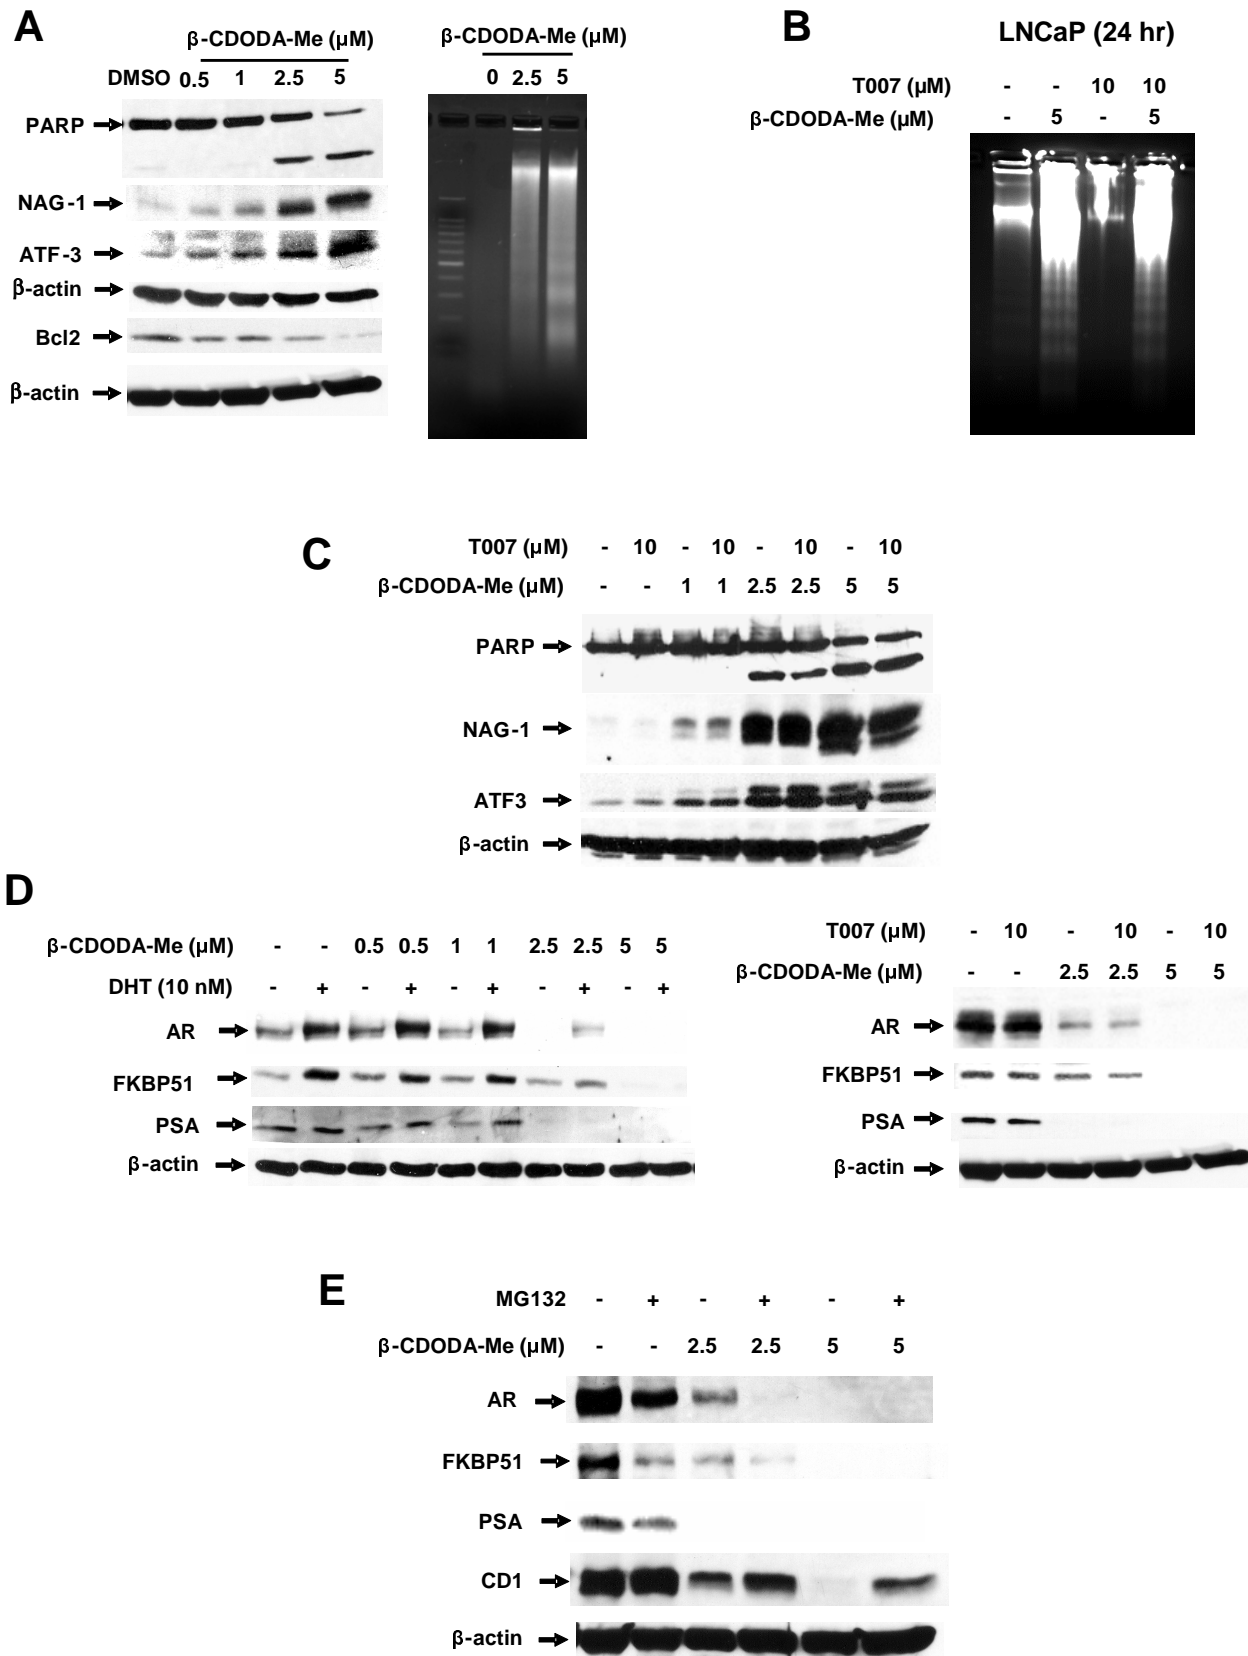 A
β-CDODA-Me (µM)
DMSO 0.5 1 2.5 5
PARP
NAG-1
ATF-3
β-actin
Bcl2
β-actin
β-CDODA-Me (µM)
0 2.5 5
B
LNCaP (24 hr)
T007 (µM) - - 10 10
β-CDODA-Me (µM) - 5 - 5
C
T007 (µM) - 10 - 10 - 10 - 10
β-CDODA-Me (µM) - - 1 1 2.5 2.5 5 5
PARP
NAG-1
ATF3
β-actin
D
β-CDODA-Me (µM) - - 0.5 0.5 1 1 2.5 2.5 5 5
DHT (10 nM) - + - + - + - + - +
AR
FKBP51
PSA
β-actin
T007 (µM) - 10 - 10 - 10
β-CDODA-Me (µM) - - 2.5 2.5 5 5
AR
FKBP51
PSA
β-actin
E
MG132 - + - + - +
β-CDODA-Me (µM) - - 2.5 2.5 5 5
AR
FKBP51
PSA
CD1
β-actin